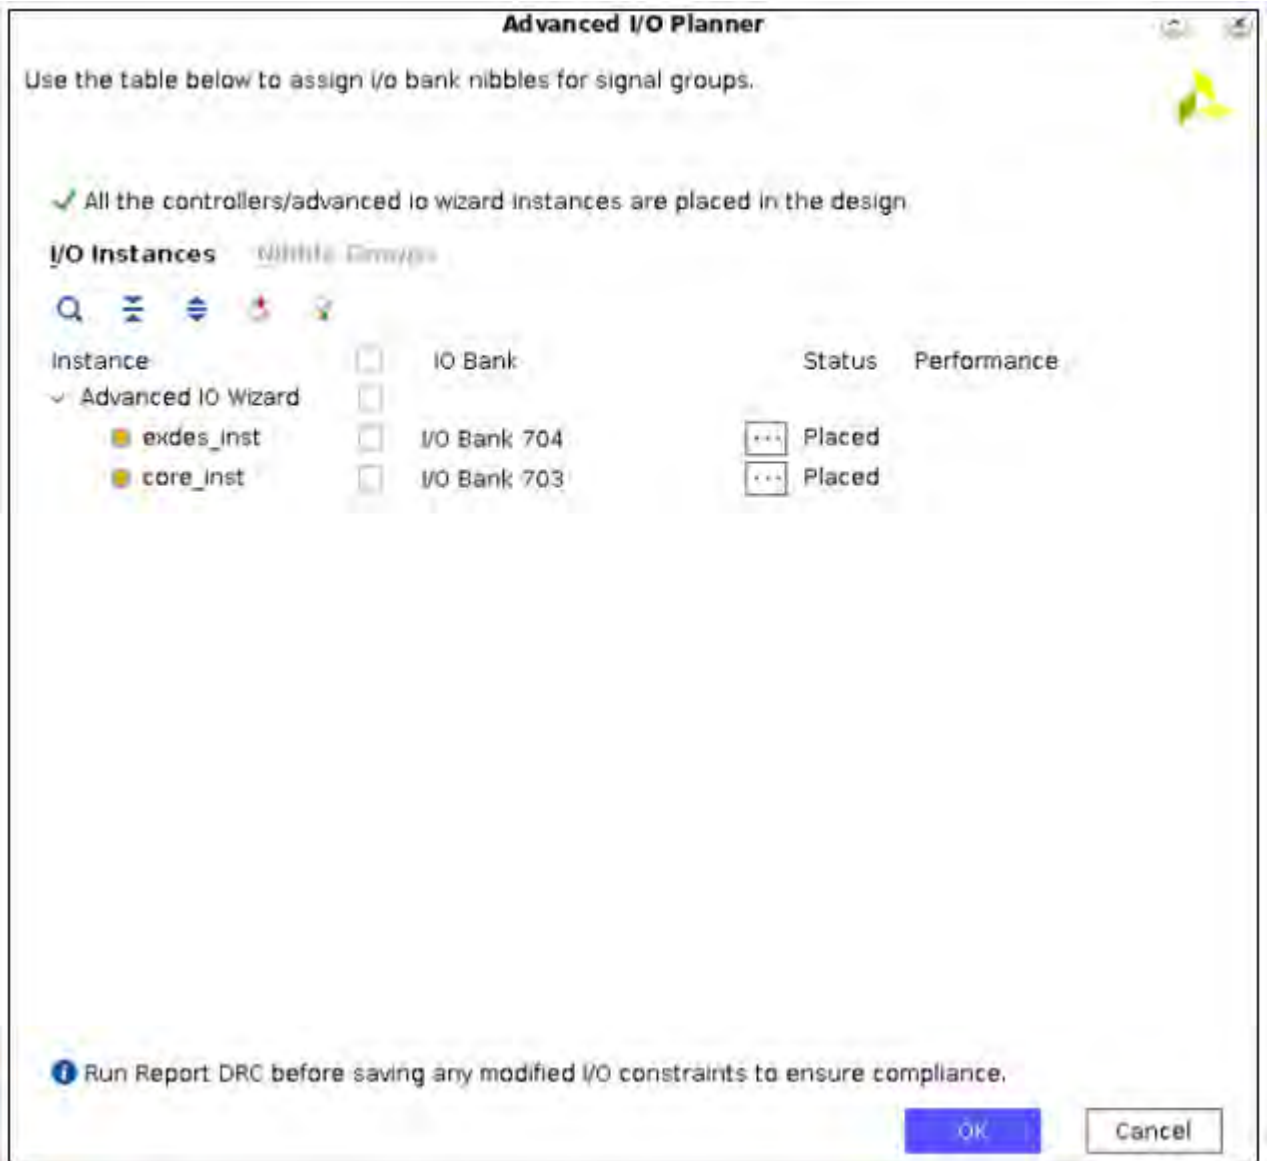 Advanced I/O Planner
Use the table below to assign i/o bank nibbles for signal groups.
All the controllers/advanced io wizard instances are placed in the design
I/O Instances Nibble Groups
Instance IO Bank Status Performance
Advanced IO Wizard
exdes_inst I/O Bank 704 ... Placed
core_inst I/O Bank 703 ... Placed
Run Report DRC before saving any modified I/O constraints to ensure compliance.
OK Cancel